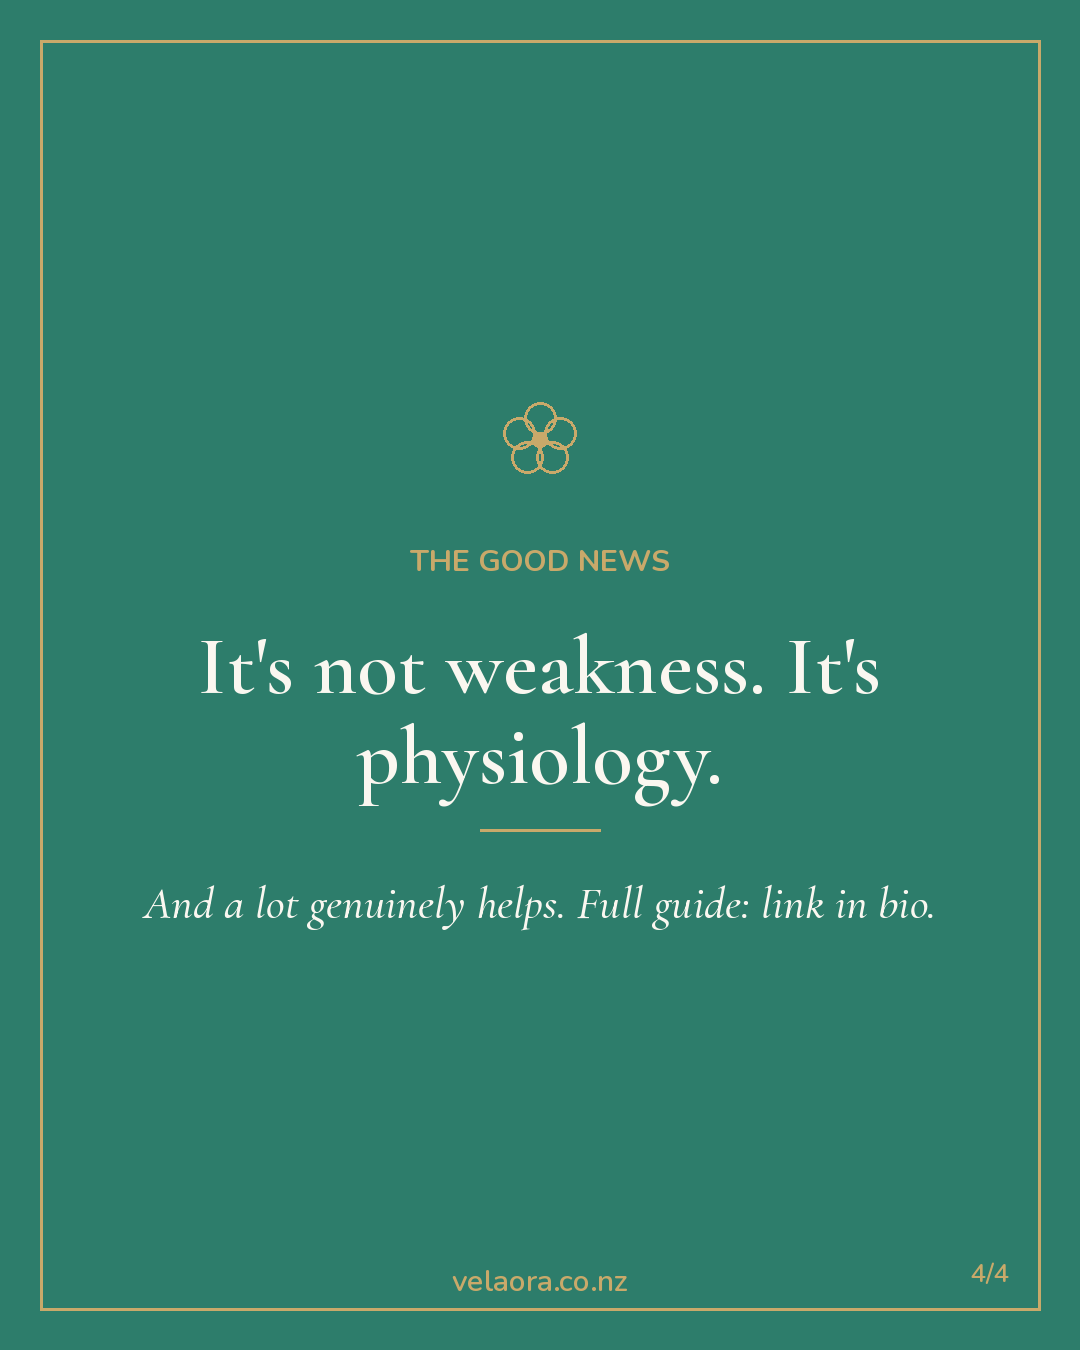 THE GOOD NEWS
It's not weakness. It's
physiology.
And a lot genuinely helps. Full guide: link in bio.
velaora.co.nz
4/4